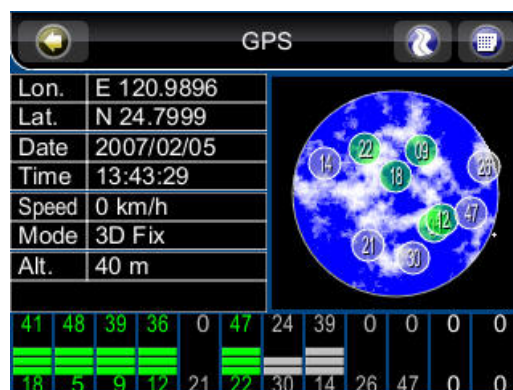 GPS
Lon. E 120.9896
Lat. N 24.7999
Date 2007/02/05
Time 13:43:29
Speed 0 km/h
Mode 3D Fix
Alt. 40 m
22 09
14 18 26
12 47
21 30
41 48 39 36 0 47 24 39 0 0 0 0
18 5 9 12 21 22 30 14 26 47 0 0